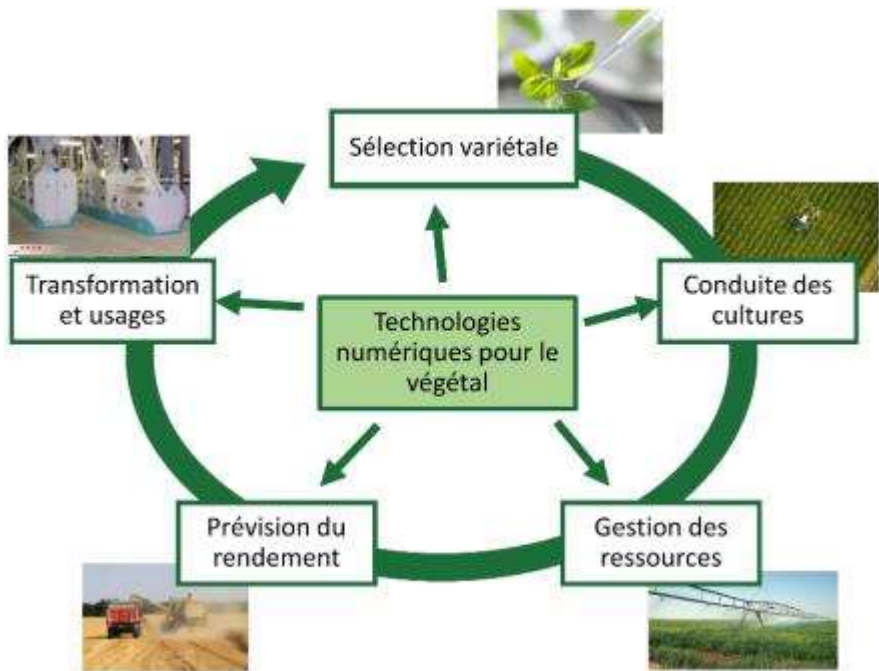 Sélection variétale
Transformation
et usages
Conduite des
cultures
Technologies
numériques pour le
végétal
Prévision du
rendement
Gestion des
ressources